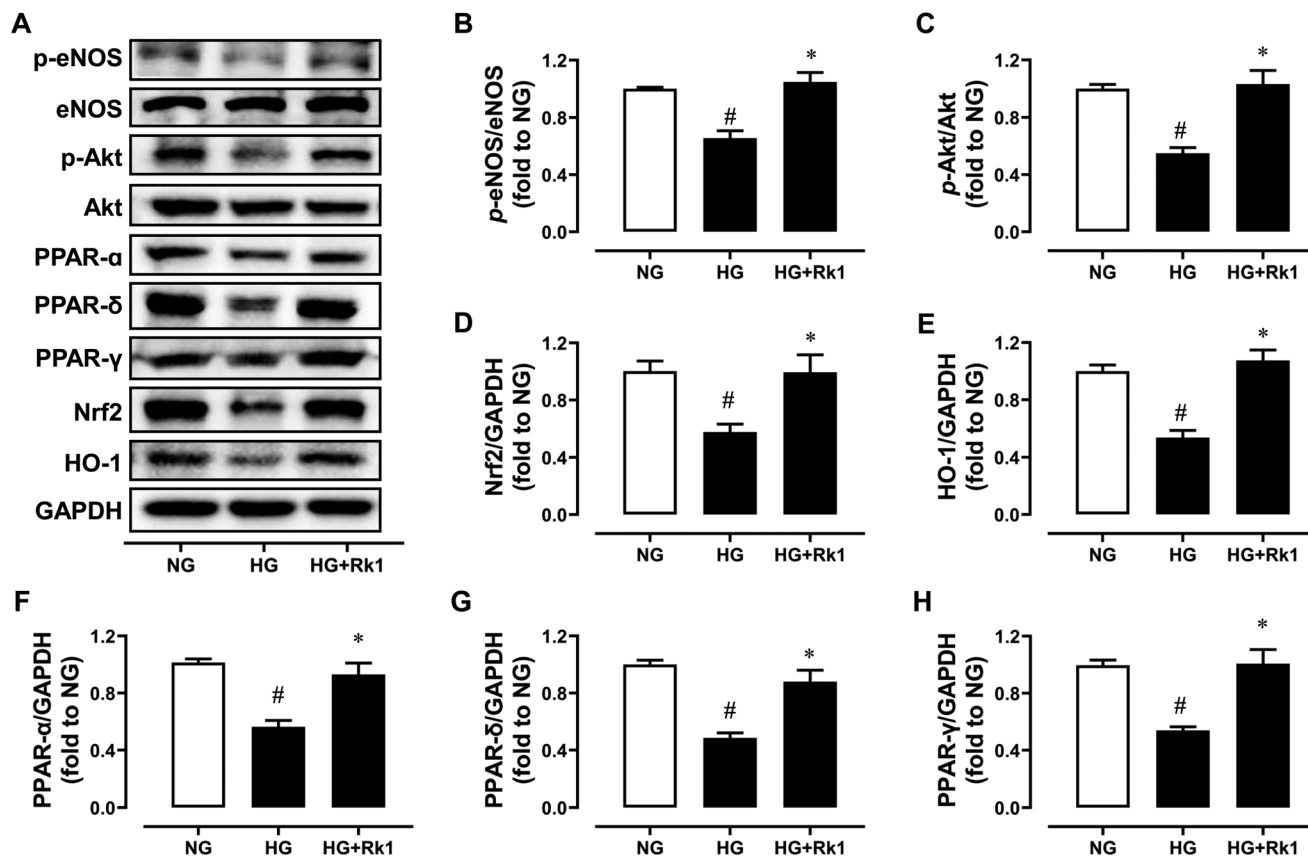 A
p-eNOS
eNOS
p-Akt
Akt
PPAR-α
PPAR-δ
PPAR-γ
Nrf2
HO-1
GAPDH
NG HG HG+Rk1
B
p-eNOS/eNOS
(fold to NG)
1.2
0.8
0.4
0.0
#
*
NG HG HG+Rk1
C
p-Akt/Akt
(fold to NG)
1.2
0.8
0.4
0.0
#
*
NG HG HG+Rk1
D
Nrf2/GAPDH
(fold to NG)
1.2
0.8
0.4
0.0
#
*
NG HG HG+Rk1
E
HO-1/GAPDH
(fold to NG)
1.2
0.8
0.4
0.0
#
*
NG HG HG+Rk1
F
PPAR-α/GAPDH
(fold to NG)
1.2
0.8
0.4
0.0
#
*
NG HG HG+Rk1
G
PPAR-δ/GAPDH
(fold to NG)
1.2
0.8
0.4
0.0
#
*
NG HG HG+Rk1
H
PPAR-γ/GAPDH
(fold to NG)
1.2
0.8
0.4
0.0
#
*
NG HG HG+Rk1